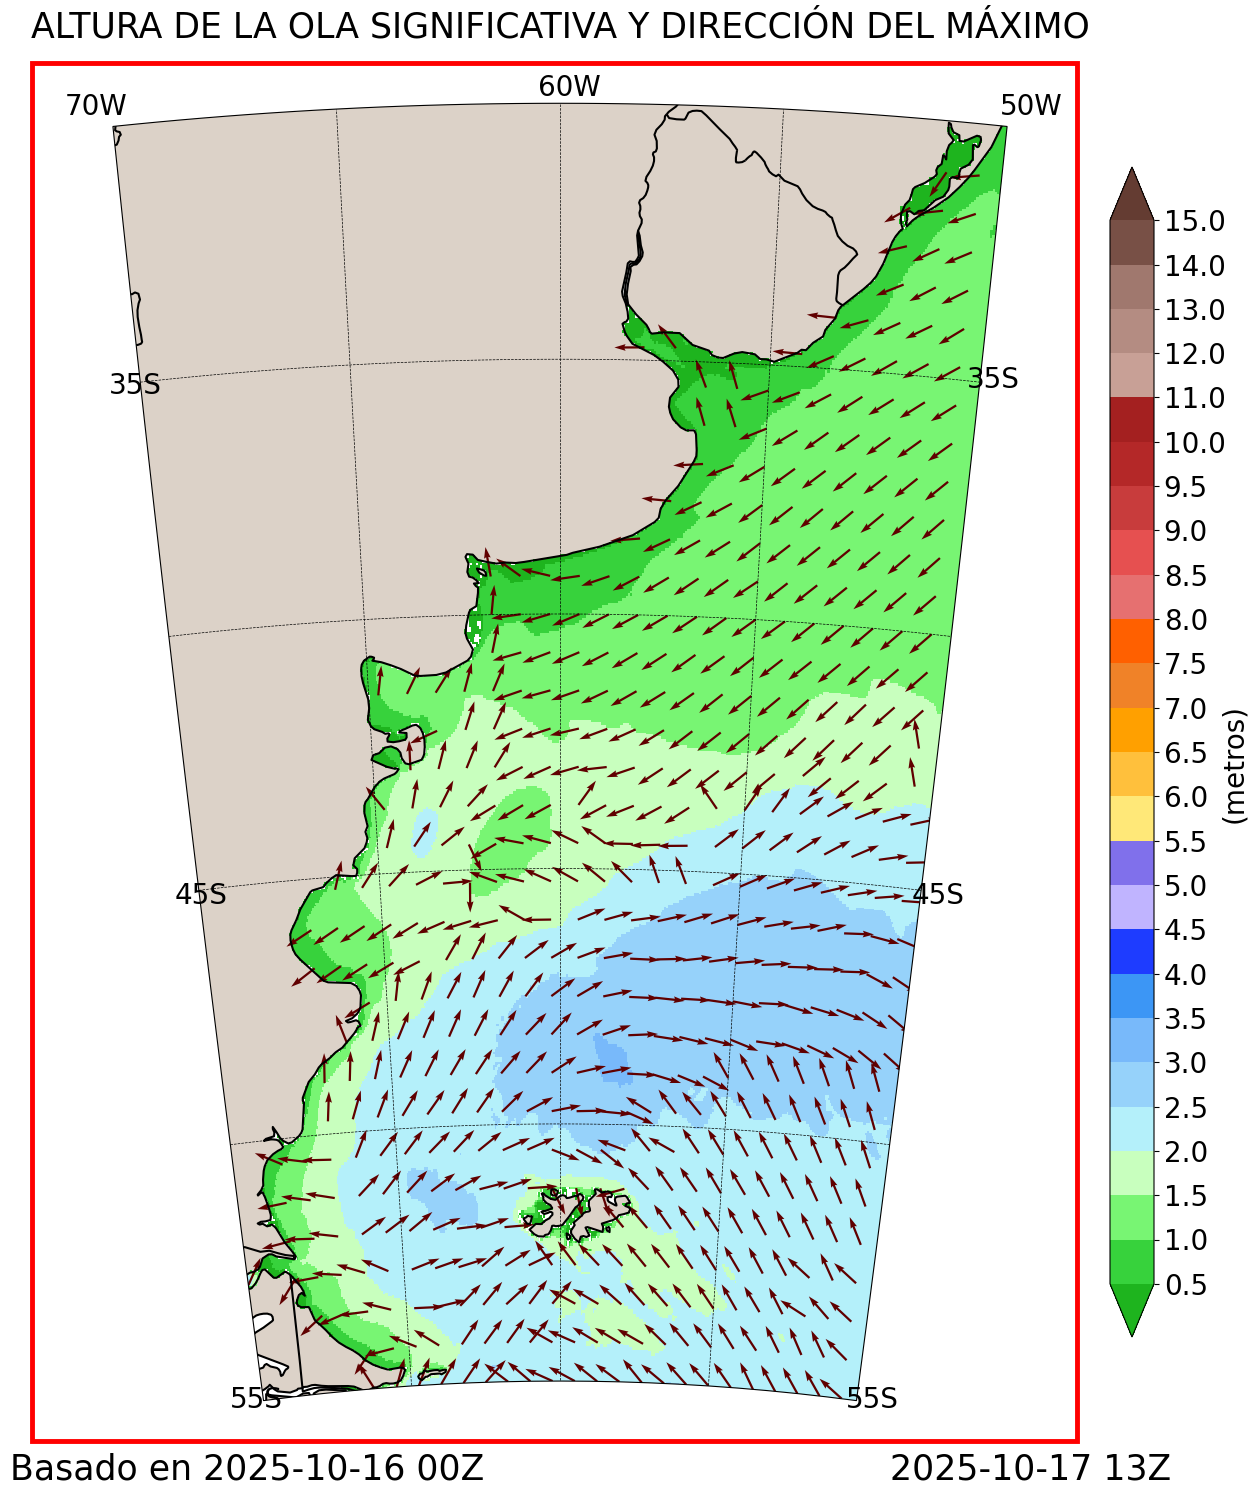 ALTURA DE LA OLA SIGNIFICATIVA Y DIRECCIÓN DEL MÁXIMO
70W
60W
50W
35S
35S
45S
45S
55S
55S
15.0
14.0
13.0
12.0
11.0
10.0
9.5
9.0
8.5
8.0
7.5
7.0
6.5
6.0
5.5
5.0
4.5
4.0
3.5
3.0
2.5
2.0
1.5
1.0
0.5
(metros)
Basado en 2025-10-16 00Z
2025-10-17 13Z